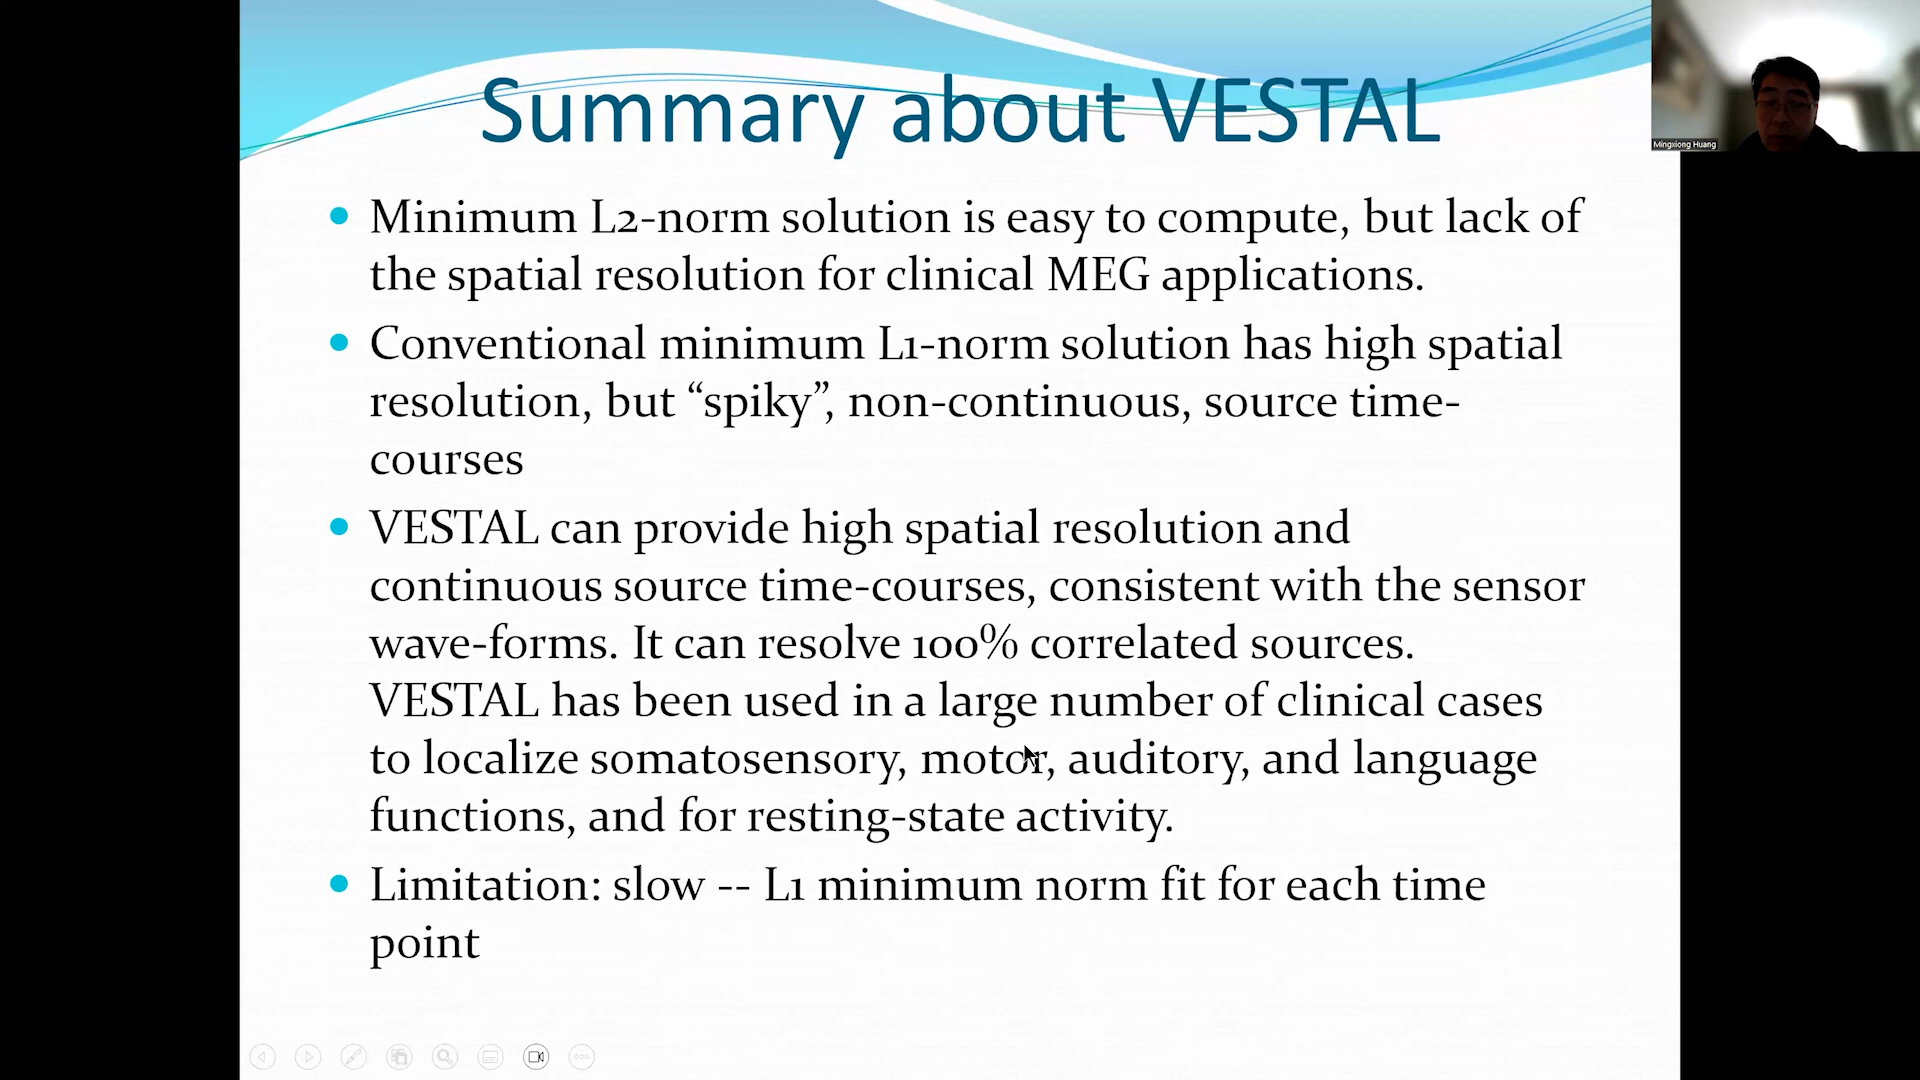 Summary about VESTAL
Mingxiong Huang
• Minimum L2-norm solution is easy to compute, but lack of
the spatial resolution for clinical MEG applications.
• Conventional minimum L1-norm solution has high spatial
resolution, but “spiky”, non-continuous, source time-
courses
• VESTAL can provide high spatial resolution and
continuous source time-courses, consistent with the sensor
wave-forms. It can resolve 100% correlated sources.
VESTAL has been used in a large number of clinical cases
to localize somatosensory, motor, auditory, and language
functions, and for resting-state activity.
• Limitation: slow -- L1 minimum norm fit for each time
point